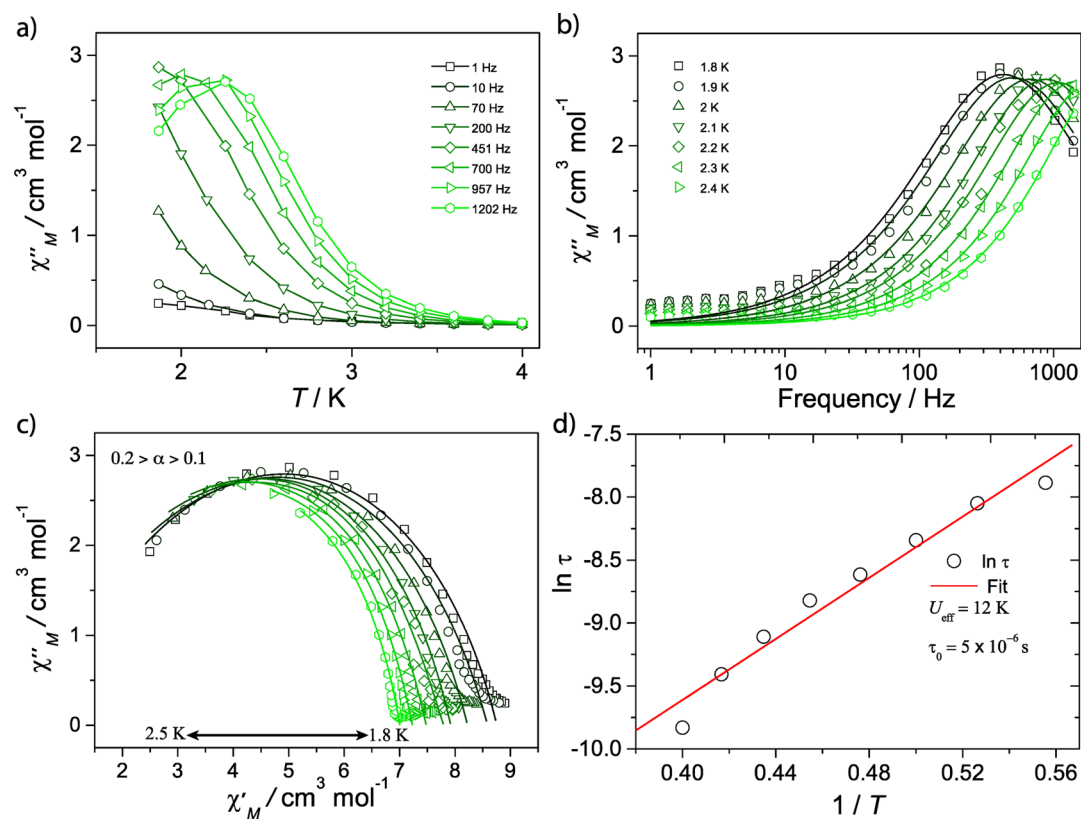 a)
3
2
1
0
χ''M / cm³ mol⁻¹
2
3
4
T / K
1 Hz
10 Hz
70 Hz
200 Hz
451 Hz
700 Hz
957 Hz
1202 Hz
b)
3
2
1
0
χ''M / cm³ mol⁻¹
1
10
100
1000
Frequency / Hz
1.8 K
1.9 K
2 K
2.1 K
2.2 K
2.3 K
2.4 K
c)
0.2 > α > 0.1
3
2
1
0
χ''M / cm³ mol⁻¹
2.5 K
1.8 K
2
3
4
5
6
7
8
9
χ'M / cm³ mol⁻¹
d)
-7.5
-8.0
-8.5
-9.0
-9.5
-10.0
ln τ
ln τ
Fit
Ueff = 12 K
τ0 = 5 x 10⁻⁶ s
0.40
0.44
0.48
0.52
0.56
1 / T